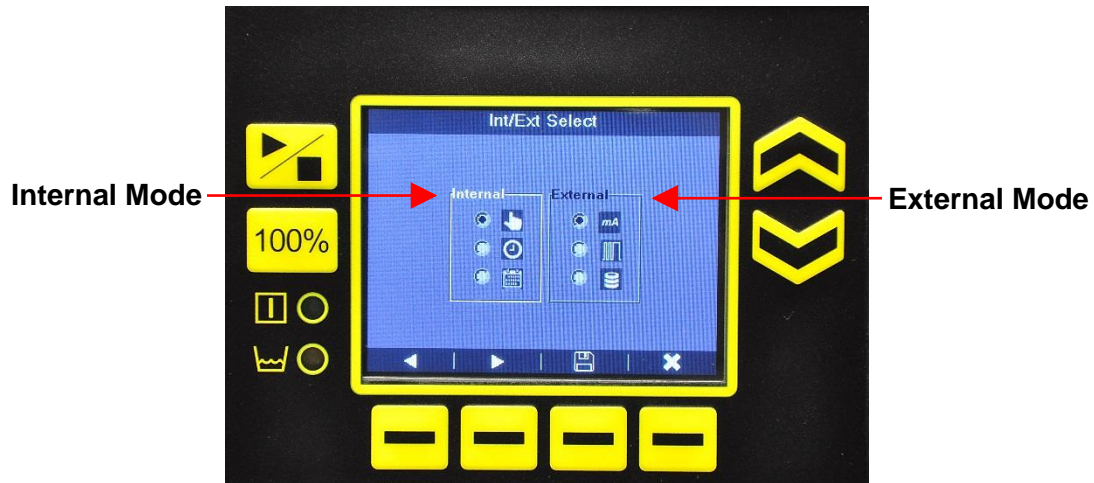 Int/Ext Select
Internal Mode
Internal
External
External Mode
mA
100%